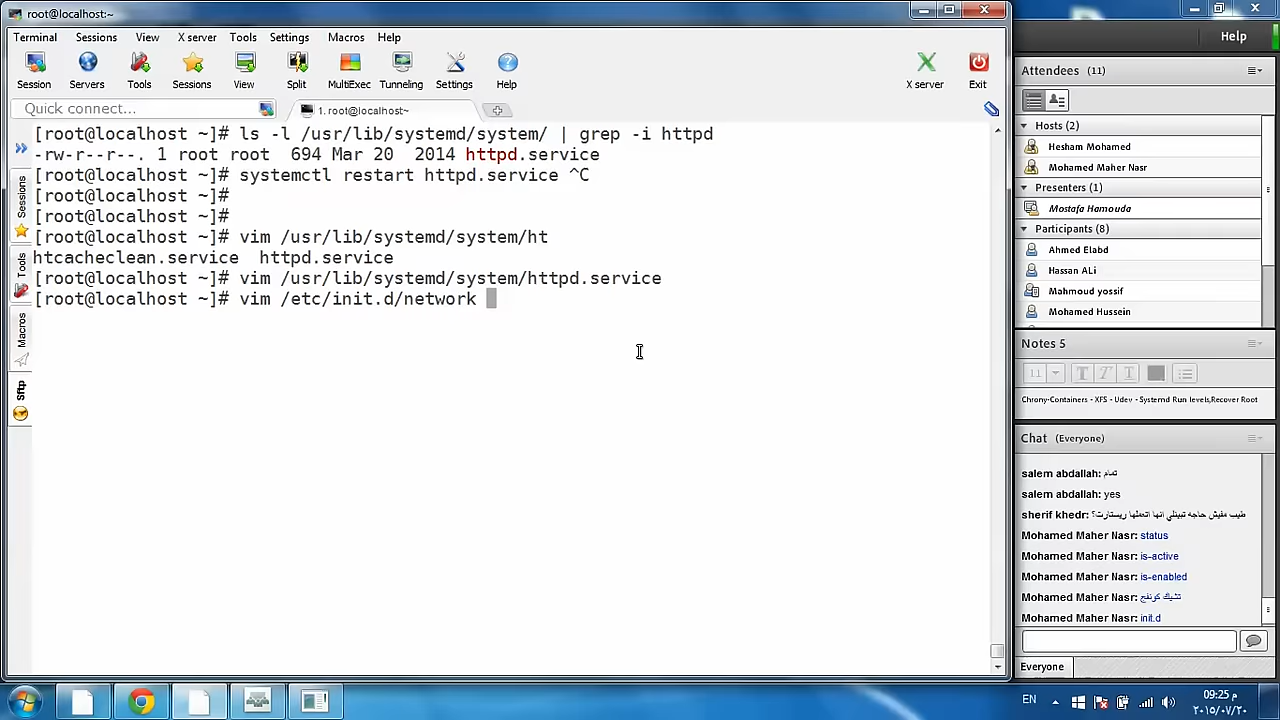 root@localhost:~
Terminal Sessions View X server Tools Settings Macros Help
Session Servers Tools Sessions View Split MultiExec Tunneling Settings Help X server Exit
Quick connect...
1. root@localhost~
[root@localhost ~]# ls -l /usr/lib/systemd/system/ | grep -i httpd
-rw-r--r--. 1 root root  694 Mar 20  2014 httpd.service
[root@localhost ~]# systemctl restart httpd.service ^C
[root@localhost ~]#
[root@localhost ~]#
[root@localhost ~]# vim /usr/lib/systemd/system/ht
htcacheclean.service  httpd.service
[root@localhost ~]# vim /usr/lib/systemd/system/httpd.service
[root@localhost ~]# vim /etc/init.d/network
Sessions
Tools
Macros
Sftp
Help
Attendees (11)
Hosts (2)
Hesham Mohamed
Mohamed Maher Nasr
Presenters (1)
Mostafa Hamouda
Participants (8)
Ahmed Elabd
Hassan ALi
Mahmoud yossif
Mohamed Hussein
Notes 5
11 T T T
Chrony-Containers - XFS - Udev - Systemd Run levels,Recover Root
Chat (Everyone)
salem abdallah: تمام
salem abdallah: yes
sherif khedr: طيب مفيش حاجه تبينلي انها اتعملها ريستارت؟
Mohamed Maher Nasr: status
Mohamed Maher Nasr: is-active
Mohamed Maher Nasr: is-enabled
Mohamed Maher Nasr: تشيك كونفج
Mohamed Maher Nasr: init.d
Everyone
EN
09:25 م
٢٠١٥/٠٧/٢٠